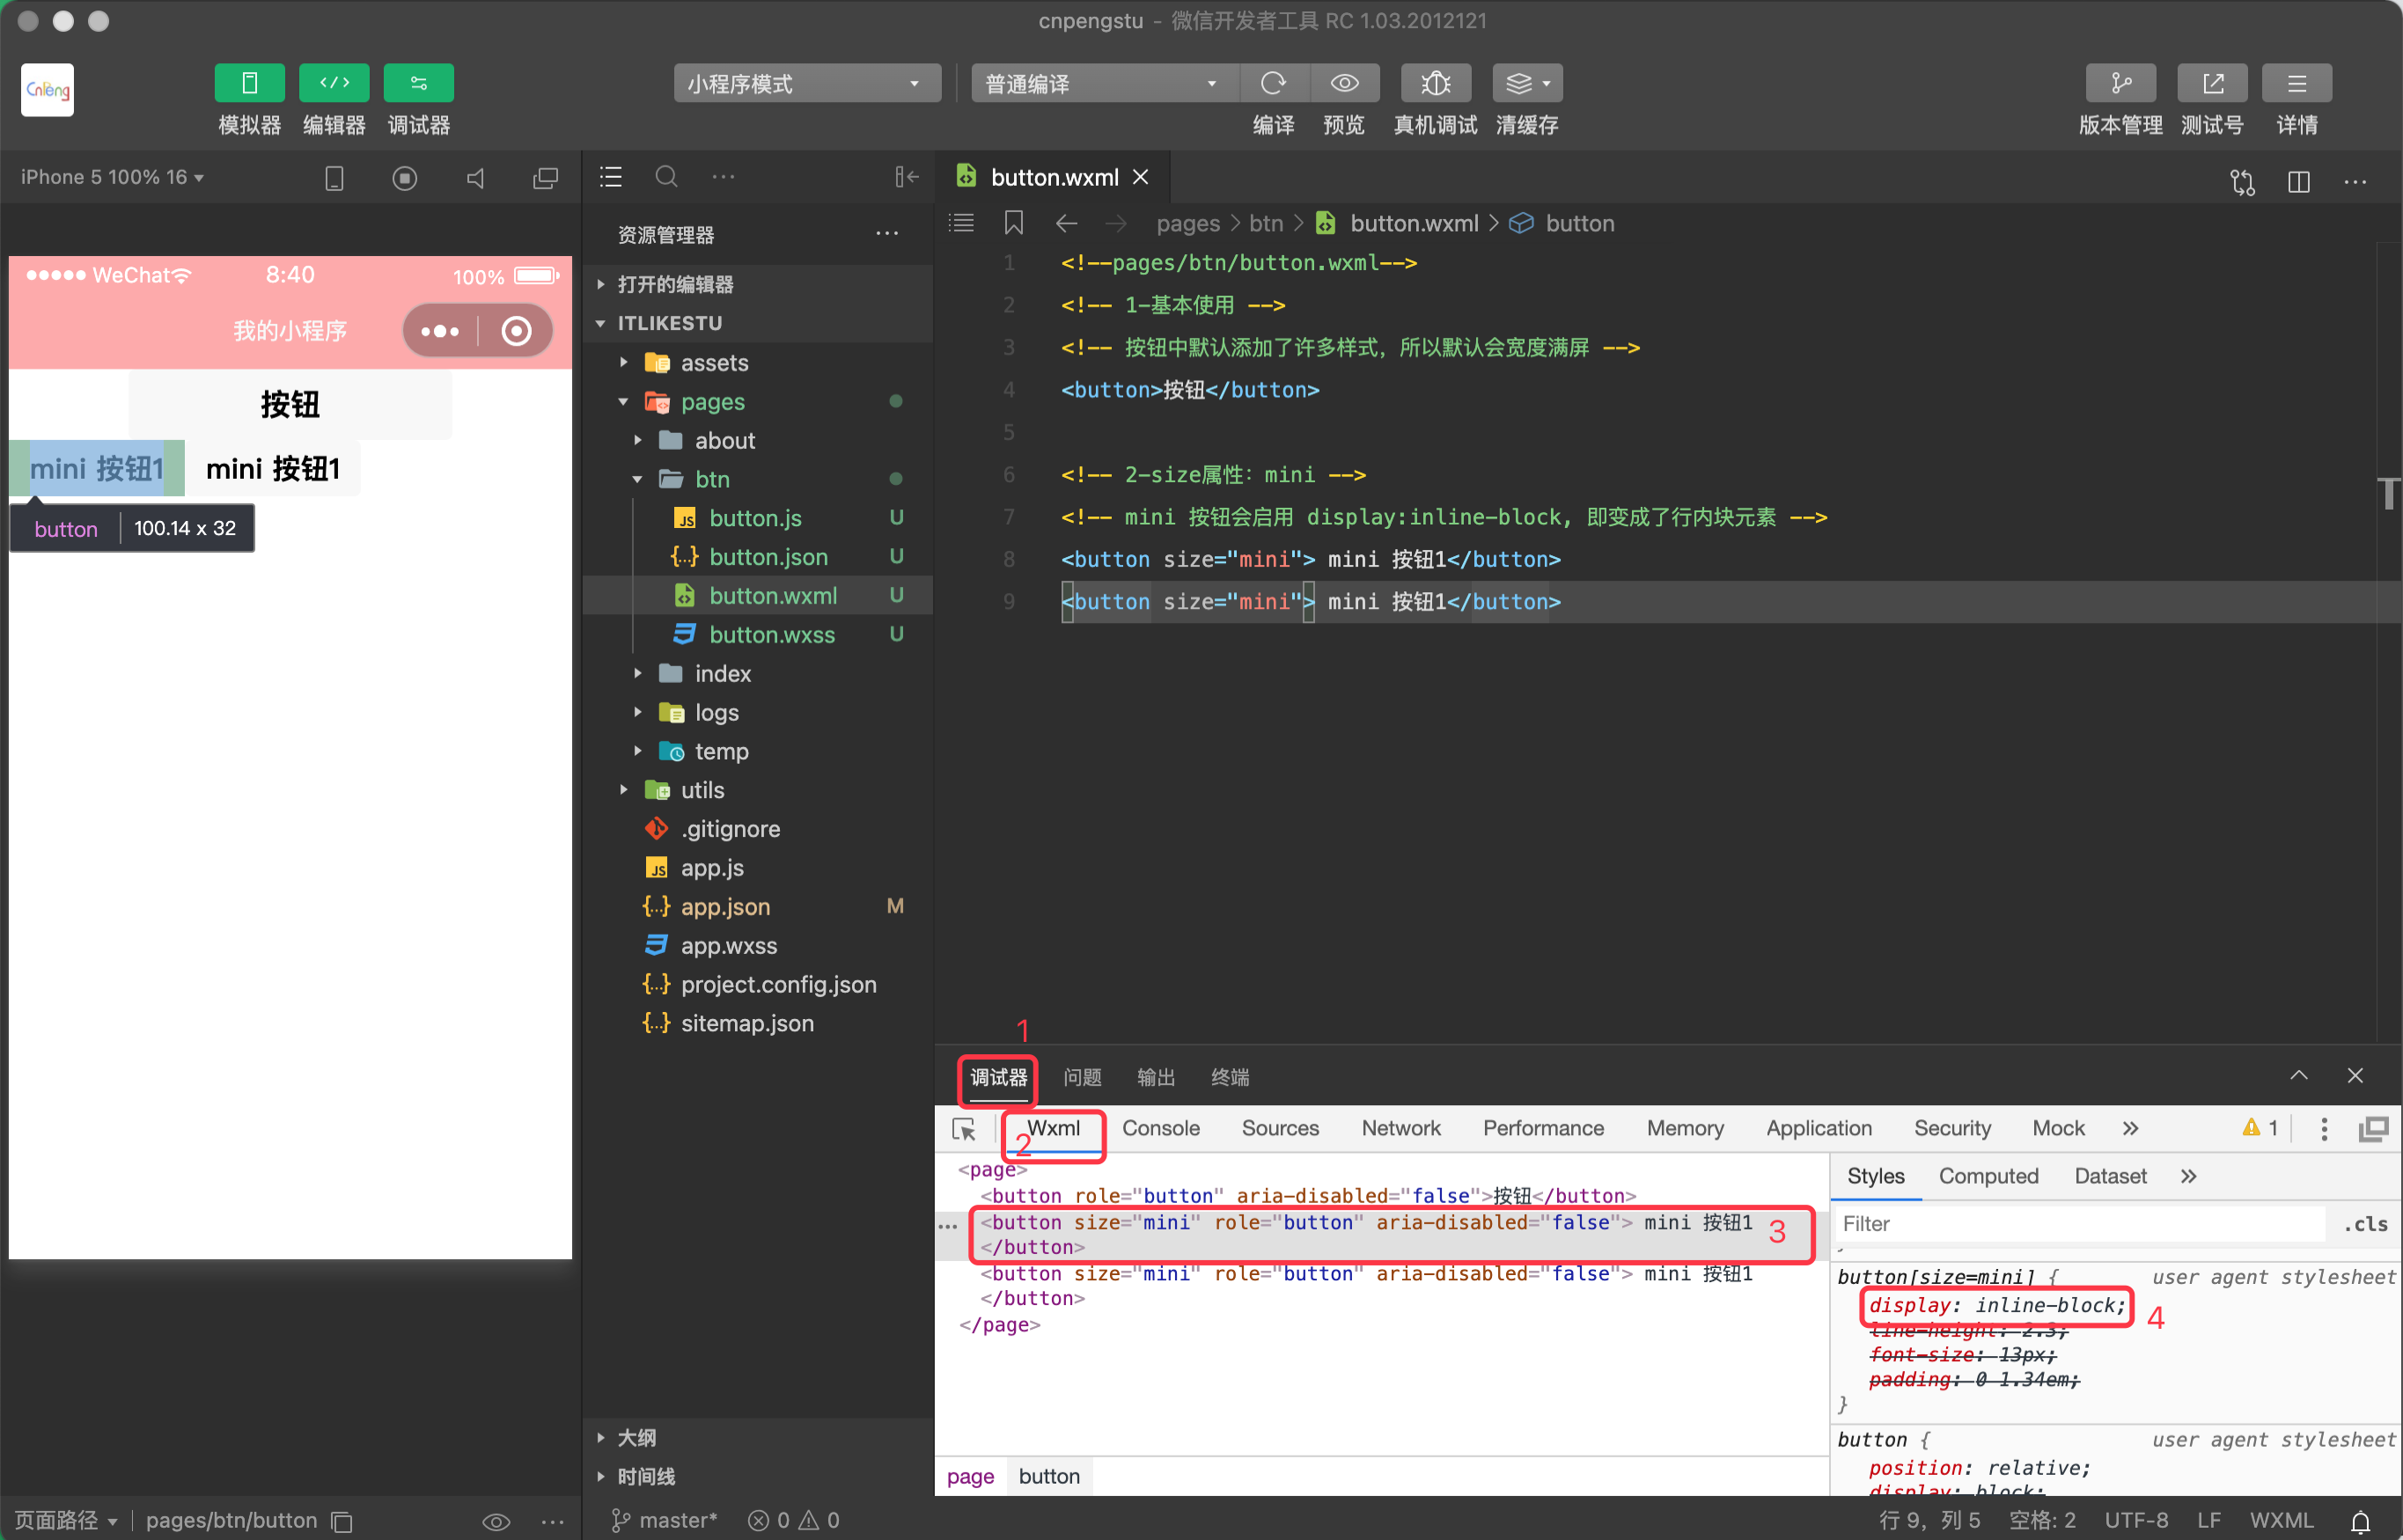 cnpengstu - 微信开发者工具 RC 1.03.2012121
CnPeng
模拟器 编辑器 调试器
小程序模式
普通编译
编译 预览 真机调试 清缓存
版本管理 测试号 详情
iPhone 5 100% 16
WeChat 8:40 100%
我的小程序
按钮
mini 按钮1 mini 按钮1
button 100.14 x 32
资源管理器
打开的编辑器
ITLIKESTU
assets
pages
about
btn
button.js U
button.json U
button.wxml U
button.wxss U
index
logs
temp
utils
.gitignore
app.js
app.json M
app.wxss
project.config.json
sitemap.json
大纲
时间线
button.wxml
pages > btn > button.wxml > button
1 <!--pages/btn/button.wxml-->
2 <!-- 1-基本使用 -->
3 <!-- 按钮中默认添加了许多样式，所以默认会宽度满屏 -->
4 <button>按钮</button>
5
6 <!-- 2-size属性：mini -->
7 <!-- mini 按钮会启用 display:inline-block, 即变成了行内块元素 -->
8 <button size="mini"> mini 按钮1</button>
9 <button size="mini"> mini 按钮1</button>
1
调试器 问题 输出 终端
2
Wxml Console Sources Network Performance Memory Application Security Mock » 1
<page>
<button role="button" aria-disabled="false">按钮</button>
<button size="mini" role="button" aria-disabled="false"> mini 按钮1
</button>
3
<button size="mini" role="button" aria-disabled="false"> mini 按钮1
</button>
</page>
page button
Styles Computed Dataset »
Filter .cls
}
button[size=mini] { user agent stylesheet
display: inline-block;
4
line-height: 2.3;
font-size: 13px;
padding: 0 1.34em;
}
button { user agent stylesheet
position: relative;
display: block;
页面路径 pages/btn/button
master* 0 0
行 9，列 5 空格: 2 UTF-8 LF WXML